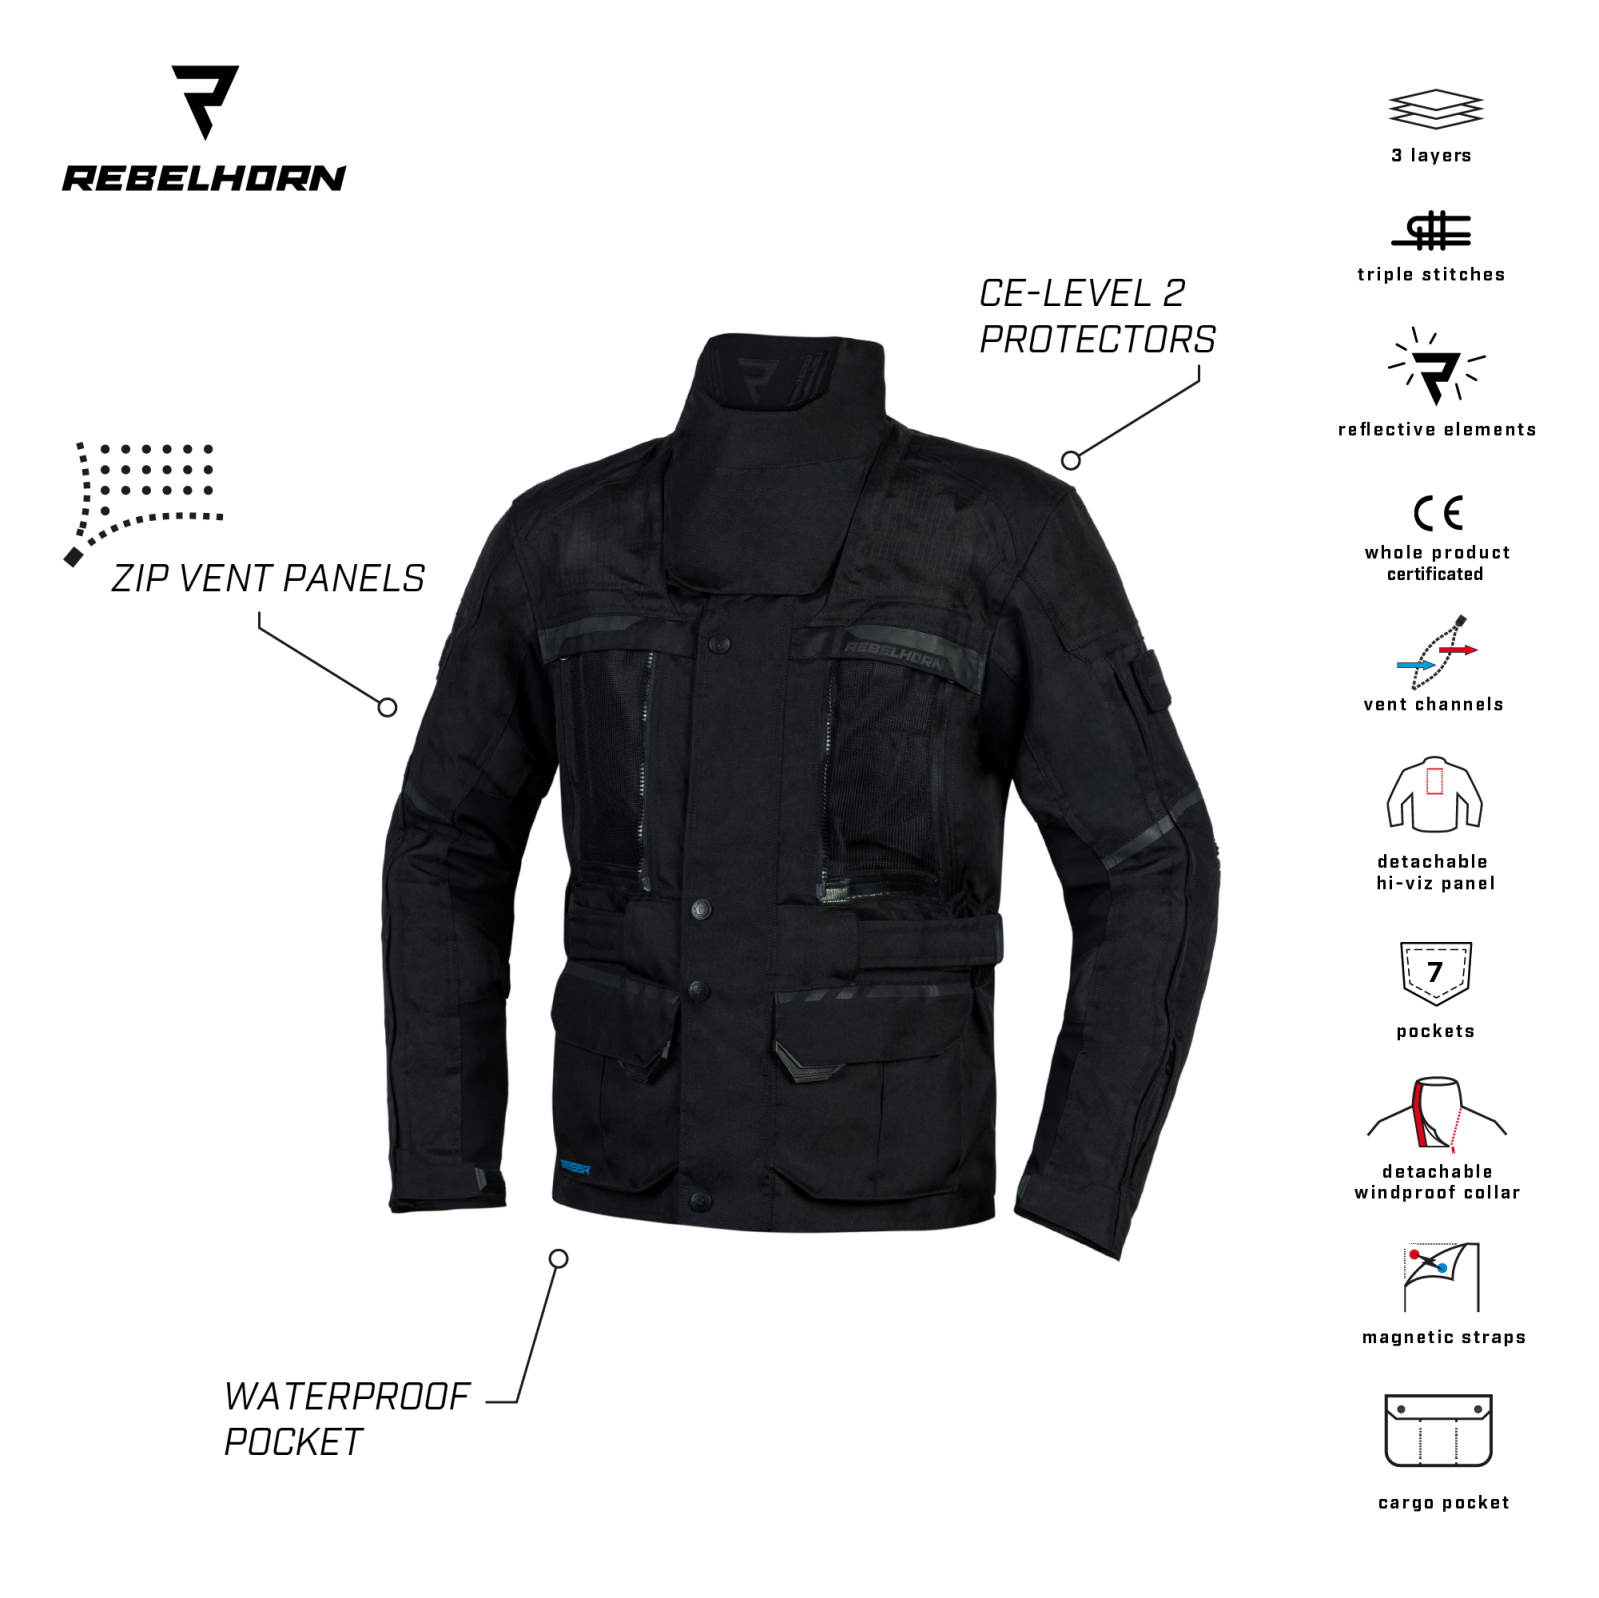 REBELHORN
CE-LEVEL 2
PROTECTORS
ZIP VENT PANELS
REBELHORN
WATERPROOF
POCKET
3 layers
triple stitches
reflective elements
CE
whole product
certificated
vent channels
detachable
hi-viz panel
7
pockets
detachable
windproof collar
magnetic straps
cargo pocket